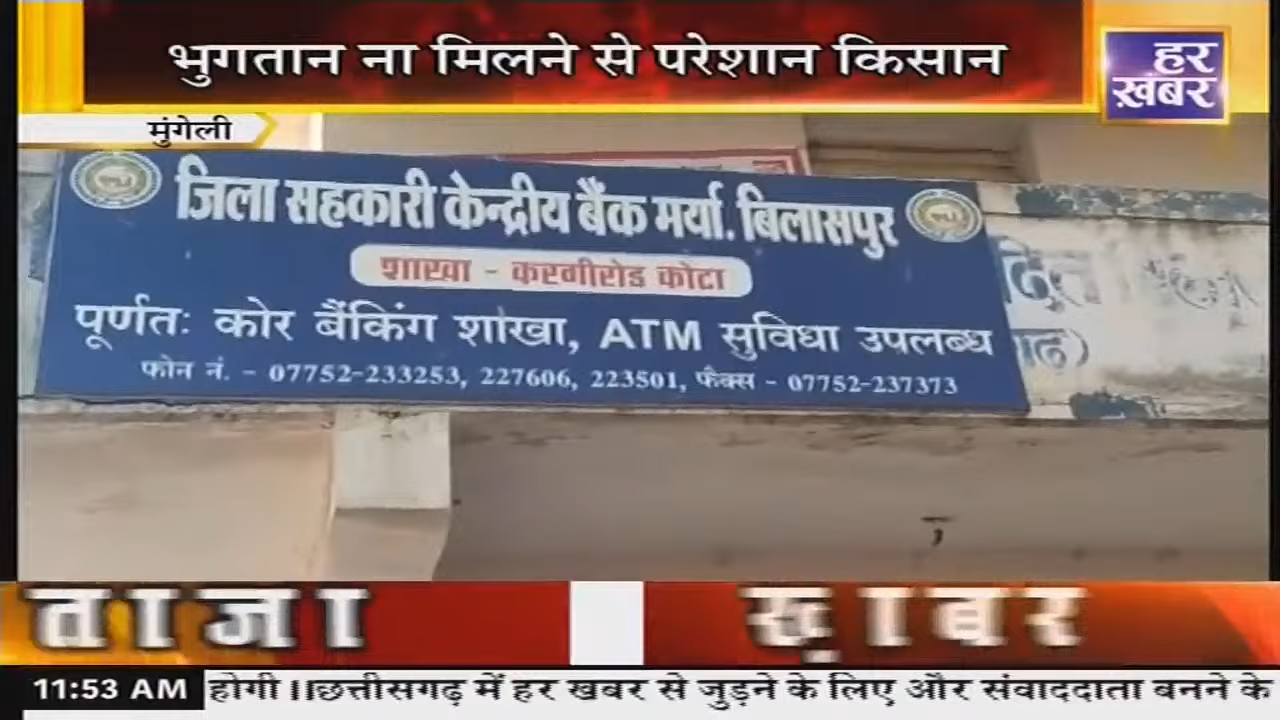 भुगतान ना मिलने से परेशान किसान
हर
ख़बर
मुंगेली
जिला सहकारी केन्द्रीय बैंक मर्या. बिलासपुर
शाखा - करगीरोड कोटा
पूर्णतः कोर बैंकिंग शाखा, ATM सुविधा उपलब्ध
फोन नं. - 07752-233253, 227606, 223501, फैक्स - 07752-237373
ताजा ख़बर
11:53 AM होगी ।।छत्तीसगढ़ में हर खबर से जुड़ने के लिए और संवाददाता बनने के